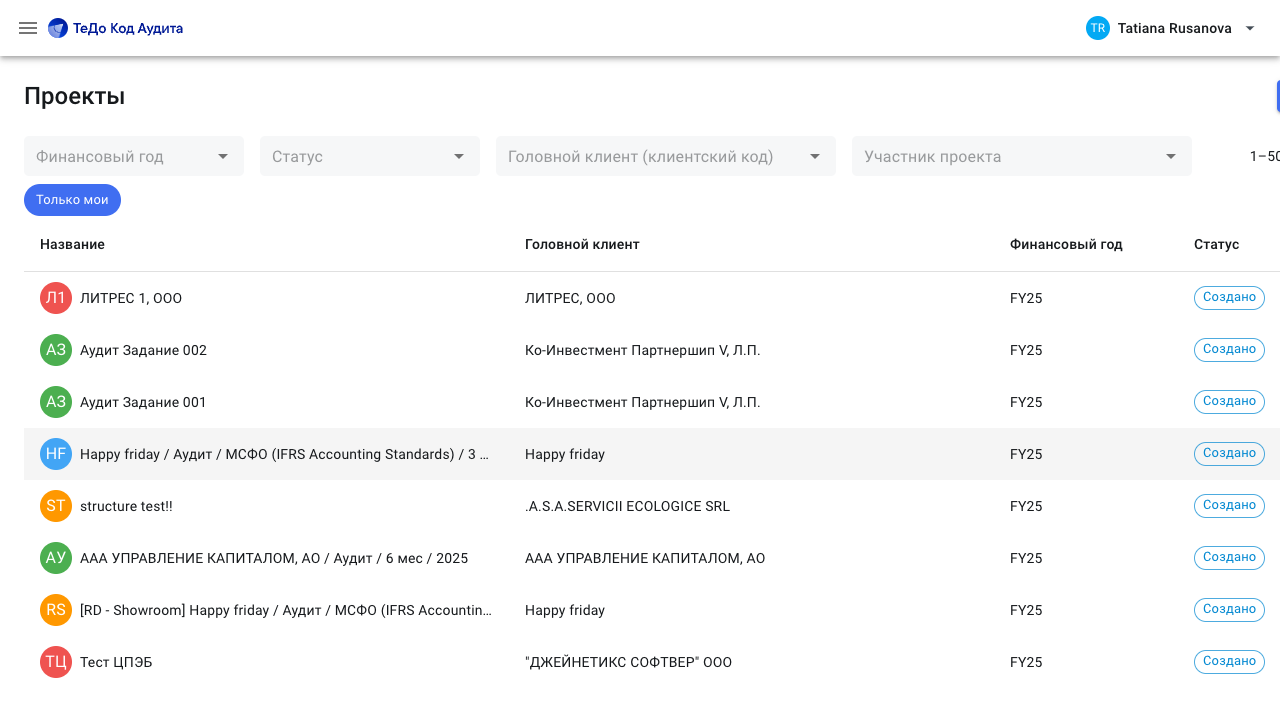 ТеДо Код Аудита
TR Tatiana Rusanova
Проекты
Финансовый год Статус Головной клиент (клиентский код) Участник проекта 1–50
Только мои
Название Головной клиент Финансовый год Статус
Л1 ЛИТРЕС 1, ООО ЛИТРЕС, ООО FY25 Создано
АЗ Аудит Задание 002 Ко-Инвестмент Партнершип V, Л.П. FY25 Создано
АЗ Аудит Задание 001 Ко-Инвестмент Партнершип V, Л.П. FY25 Создано
HF Happy friday / Аудит / МСФО (IFRS Accounting Standards) / 3 ... Happy friday FY25 Создано
ST structure test!! .A.S.A.SERVICII ECOLOGICE SRL FY25 Создано
АУ ААА УПРАВЛЕНИЕ КАПИТАЛОМ, АО / Аудит / 6 мес / 2025 ААА УПРАВЛЕНИЕ КАПИТАЛОМ, АО FY25 Создано
RS [RD - Showroom] Happy friday / Аудит / МСФО (IFRS Accountin... Happy friday FY25 Создано
ТЦ Тест ЦПЭБ "ДЖЕЙНЕТИКС СОФТВЕР" ООО FY25 Создано